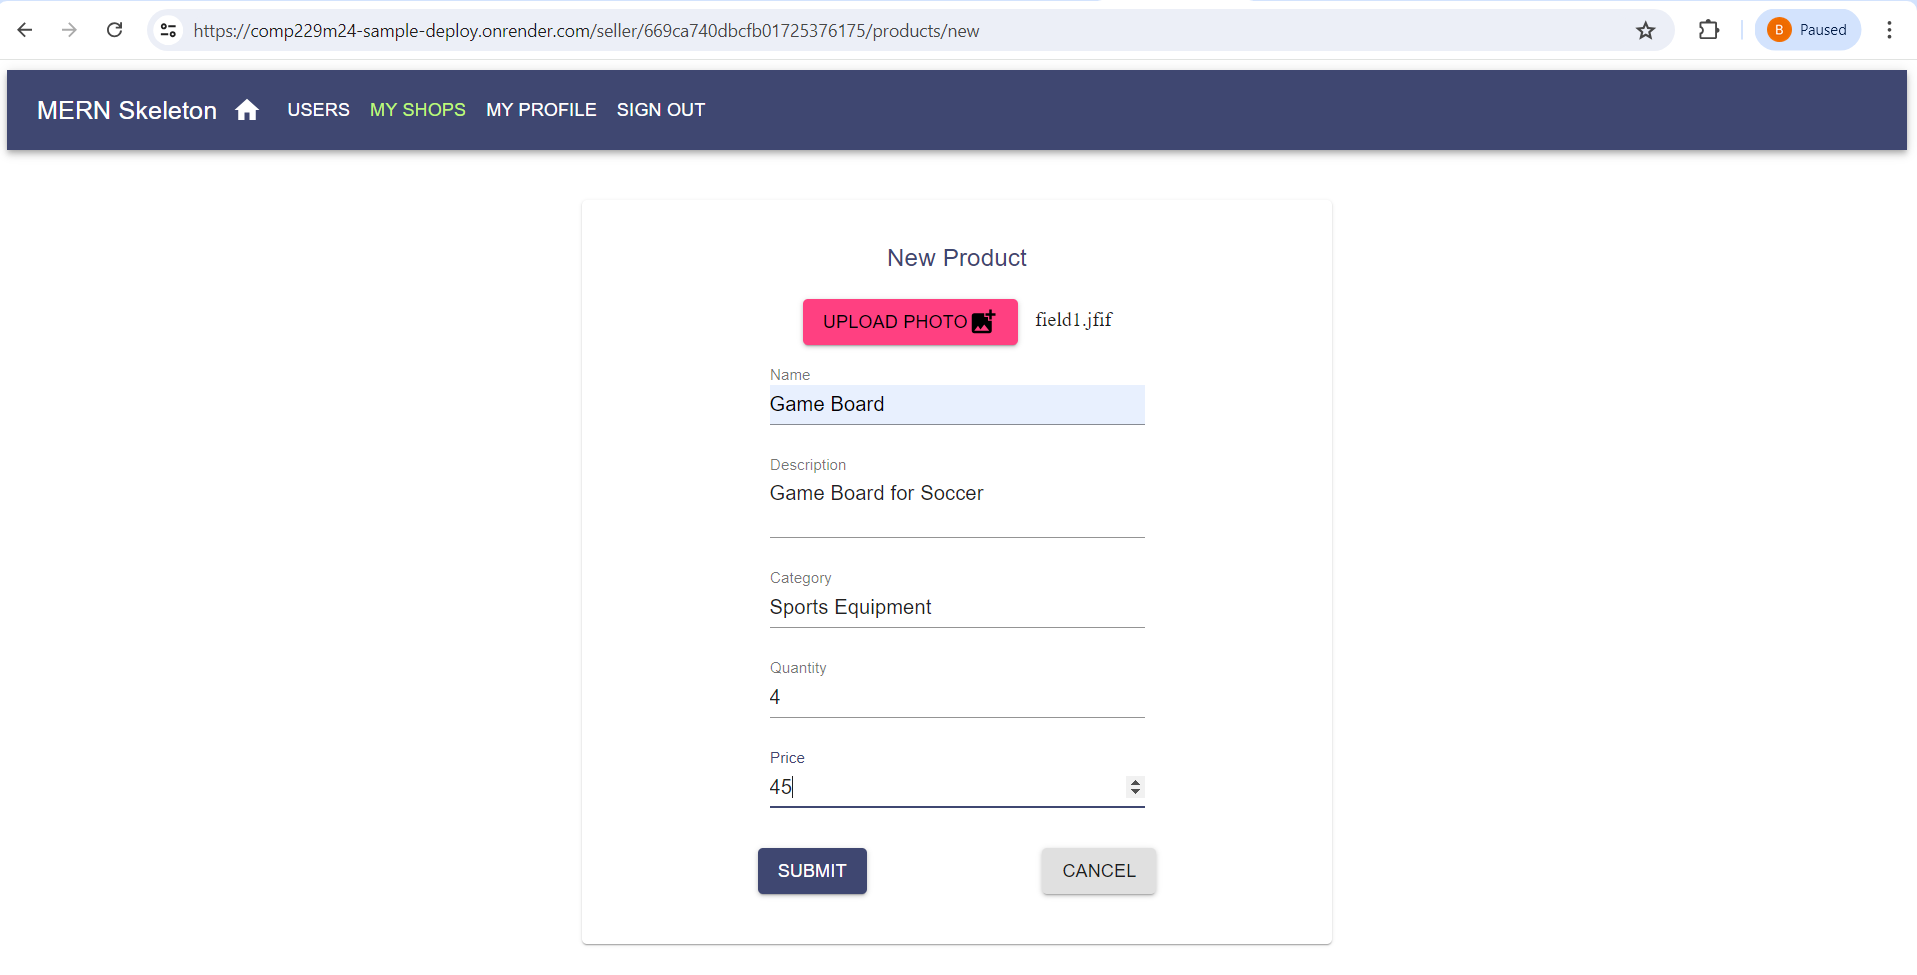 https://comp229m24-sample-deploy.onrender.com/seller/669ca740dbcfb01725376175/products/new
B Paused
MERN Skeleton USERS MY SHOPS MY PROFILE SIGN OUT
New Product
UPLOAD PHOTO field1.jfif
Name
Game Board
Description
Game Board for Soccer
Category
Sports Equipment
Quantity
4
Price
45
SUBMIT CANCEL